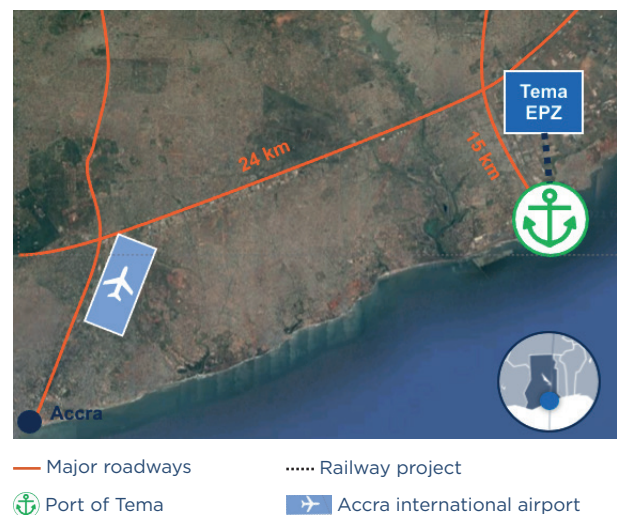 Tema
EPZ
24 km
15 km
Accra
Major roadways
Railway project
Port of Tema
Accra international airport